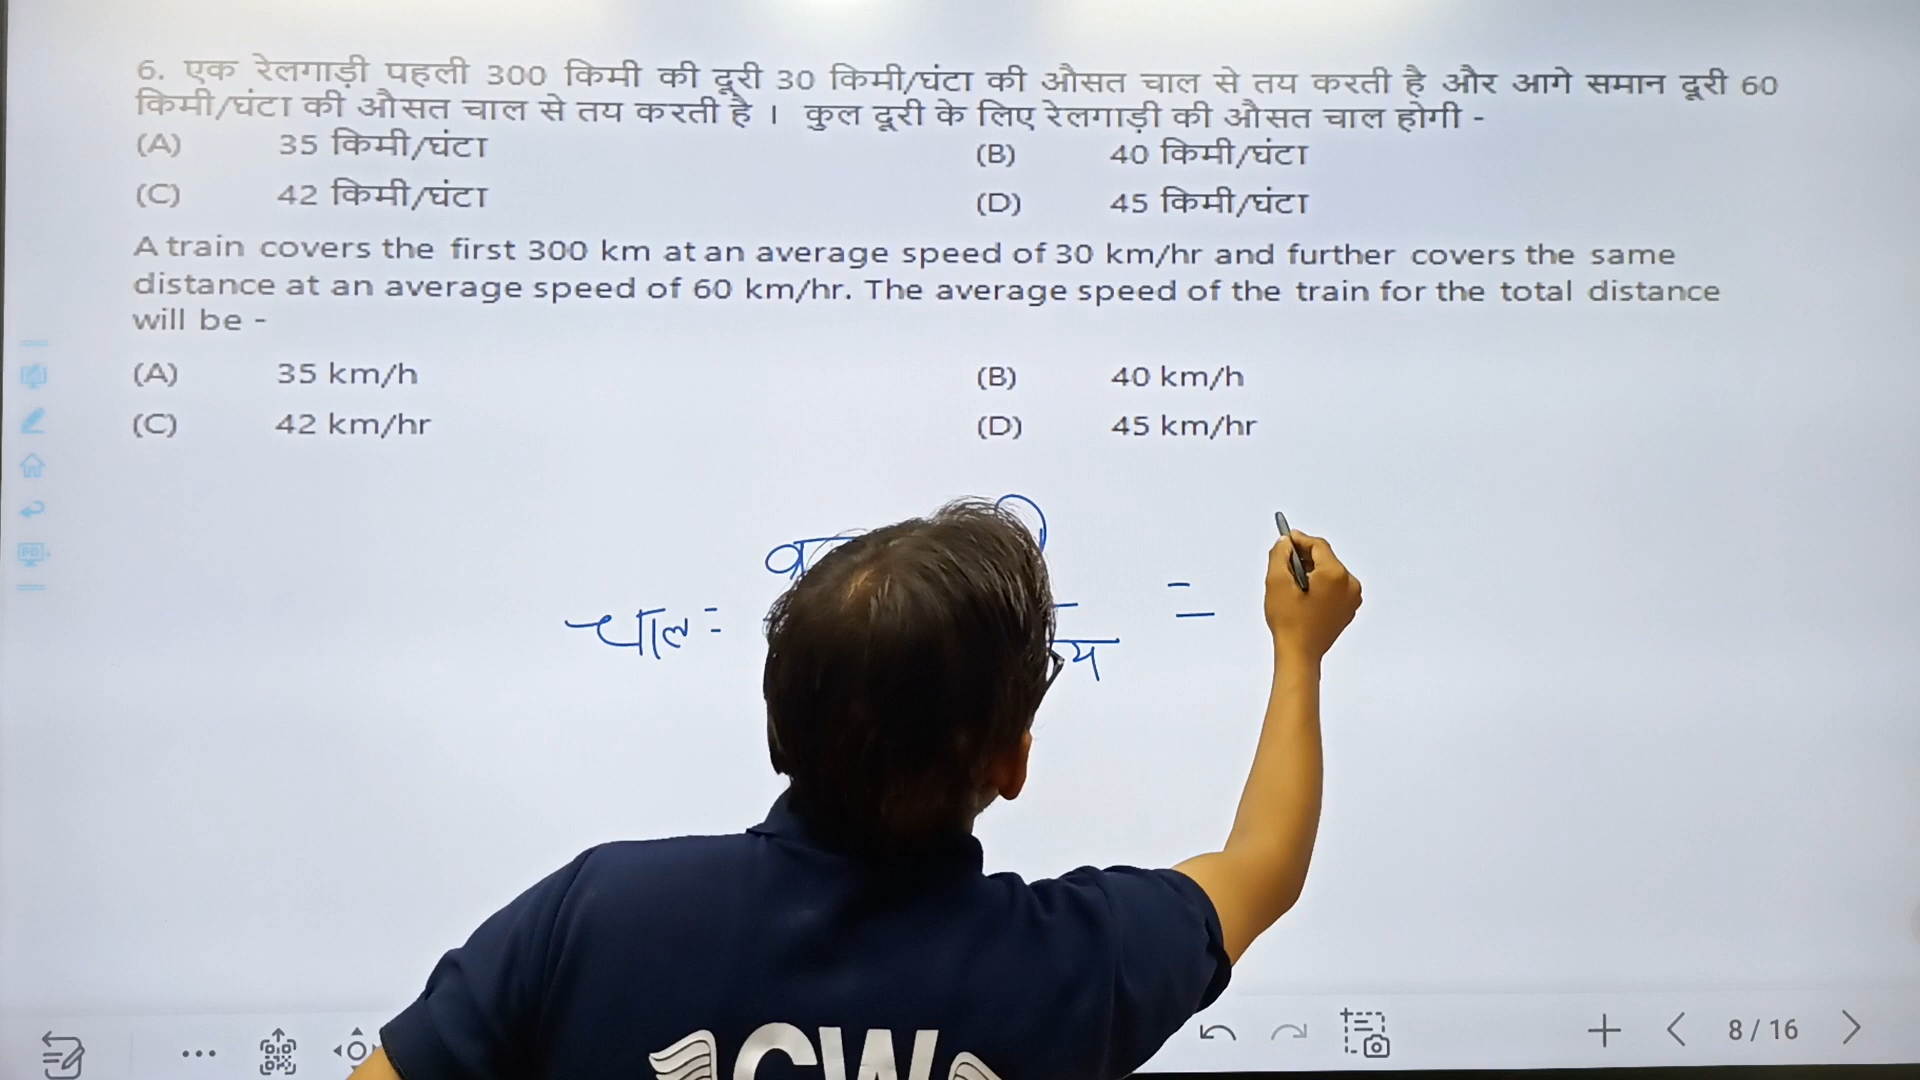 6. एक रेलगाड़ी पहली 300 किमी की दूरी 30 किमी/घंटा की औसत चाल से तय करती है और आगे समान दूरी 60
किमी/घंटा की औसत चाल से तय करती है । कुल दूरी के लिए रेलगाड़ी की औसत चाल होगी -
(A) 35 किमी/घंटा (B) 40 किमी/घंटा
(C) 42 किमी/घंटा (D) 45 किमी/घंटा
A train covers the first 300 km at an average speed of 30 km/hr and further covers the same
distance at an average speed of 60 km/hr. The average speed of the train for the total distance
will be -
(A) 35 km/h (B) 40 km/h
(C) 42 km/hr (D) 45 km/hr
चाल = =
8 / 16
CW